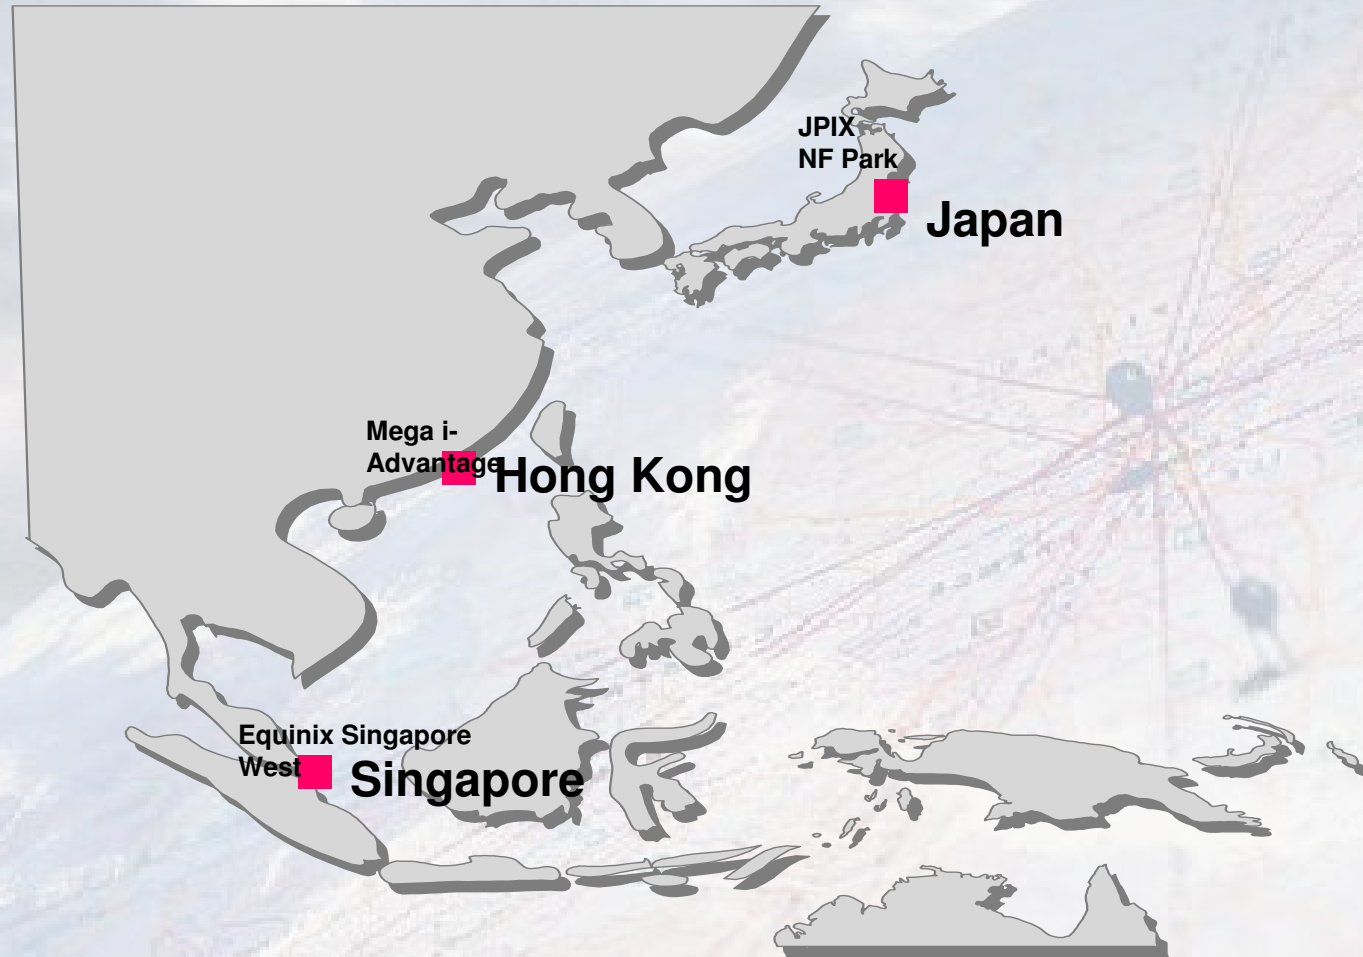 JPIX
NF Park
Japan
Mega i-
Advantage
Hong Kong
Equinix Singapore
West
Singapore